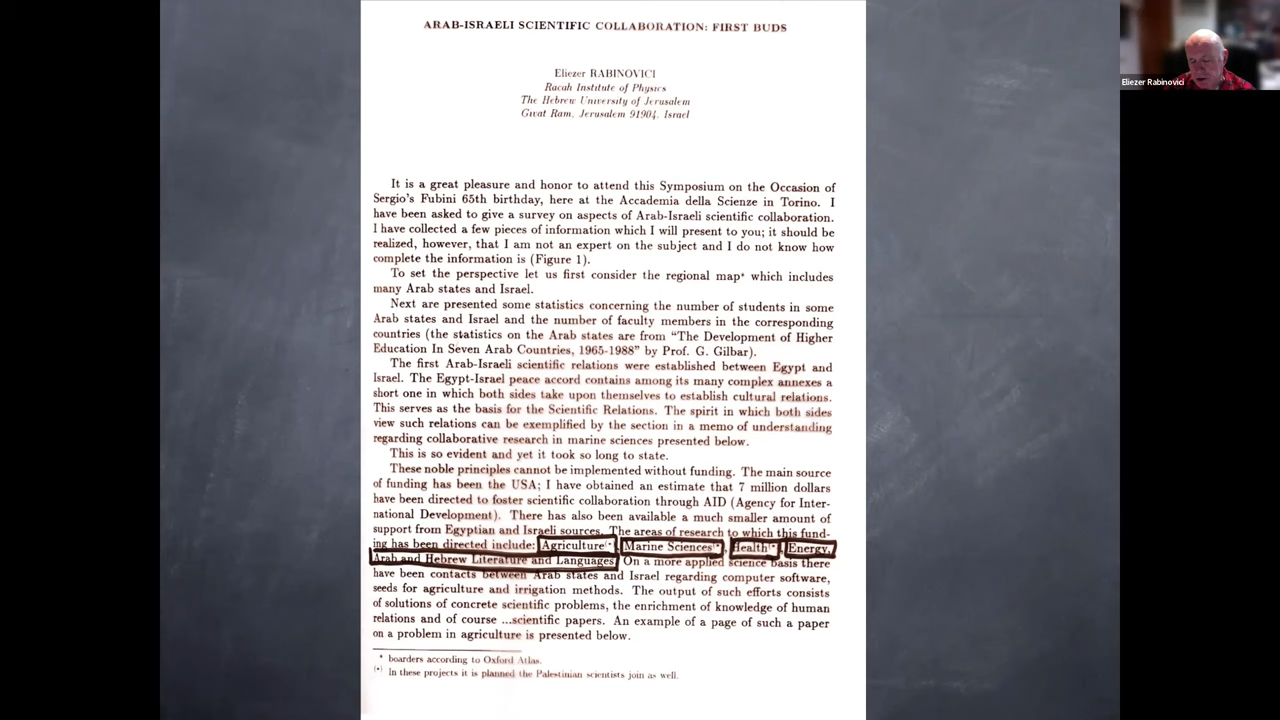 ARAB-ISRAELI SCIENTIFIC COLLABORATION: FIRST BUDS
Eliezer RABINOVICI
Racah Institute of Physics
The Hebrew University of Jerusalem
Givat Ram, Jerusalem 91904, Israel
Eliezer Rabinovici
It is a great pleasure and honor to attend this Symposium on the Occasion of
Sergio's Fubini 65th birthday, here at the Accademia della Scienze in Torino. I
have been asked to give a survey on aspects of Arab-Israeli scientific collaboration.
I have collected a few pieces of information which I will present to you; it should be
realized, however, that I am not an expert on the subject and I do not know how
complete the information is (Figure 1).
To set the perspective let us first consider the regional map* which includes
many Arab states and Israel.
Next are presented some statistics concerning the number of students in some
Arab states and Israel and the number of faculty members in the corresponding
countries (the statistics on the Arab states are from "The Development of Higher
Education In Seven Arab Countries, 1965-1988" by Prof. G. Gilbar).
The first Arab-Israeli scientific relations were established between Egypt and
Israel. The Egypt-Israel peace accord contains among its many complex annexes a
short one in which both sides take upon themselves to establish cultural relations.
This serves as the basis for the Scientific Relations. The spirit in which both sides
view such relations can be exemplified by the section in a memo of understanding
regarding collaborative research in marine sciences presented below.
This is so evident and yet it took so long to state.
These noble principles cannot be implemented without funding. The main source
of funding has been the USA; I have obtained an estimate that 7 million dollars
have been directed to foster scientific collaboration through AID (Agency for Inter-
national Development). There has also been available a much smaller amount of
support from Egyptian and Israeli sources. The areas of research to which this fund-
ing has been directed include: Agriculture(*), Marine Sciences(*), Health(*), Energy,
Arab and Hebrew Literature and Languages. On a more applied science basis there
have been contacts between Arab states and Israel regarding computer software,
seeds for agriculture and irrigation methods. The output of such efforts consists
of solutions of concrete scientific problems, the enrichment of knowledge of human
relations and of course ...scientific papers. An example of a page of such a paper
on a problem in agriculture is presented below.
* boarders according to Oxford Atlas.
(*) In these projects it is planned the Palestinian scientists join as well.